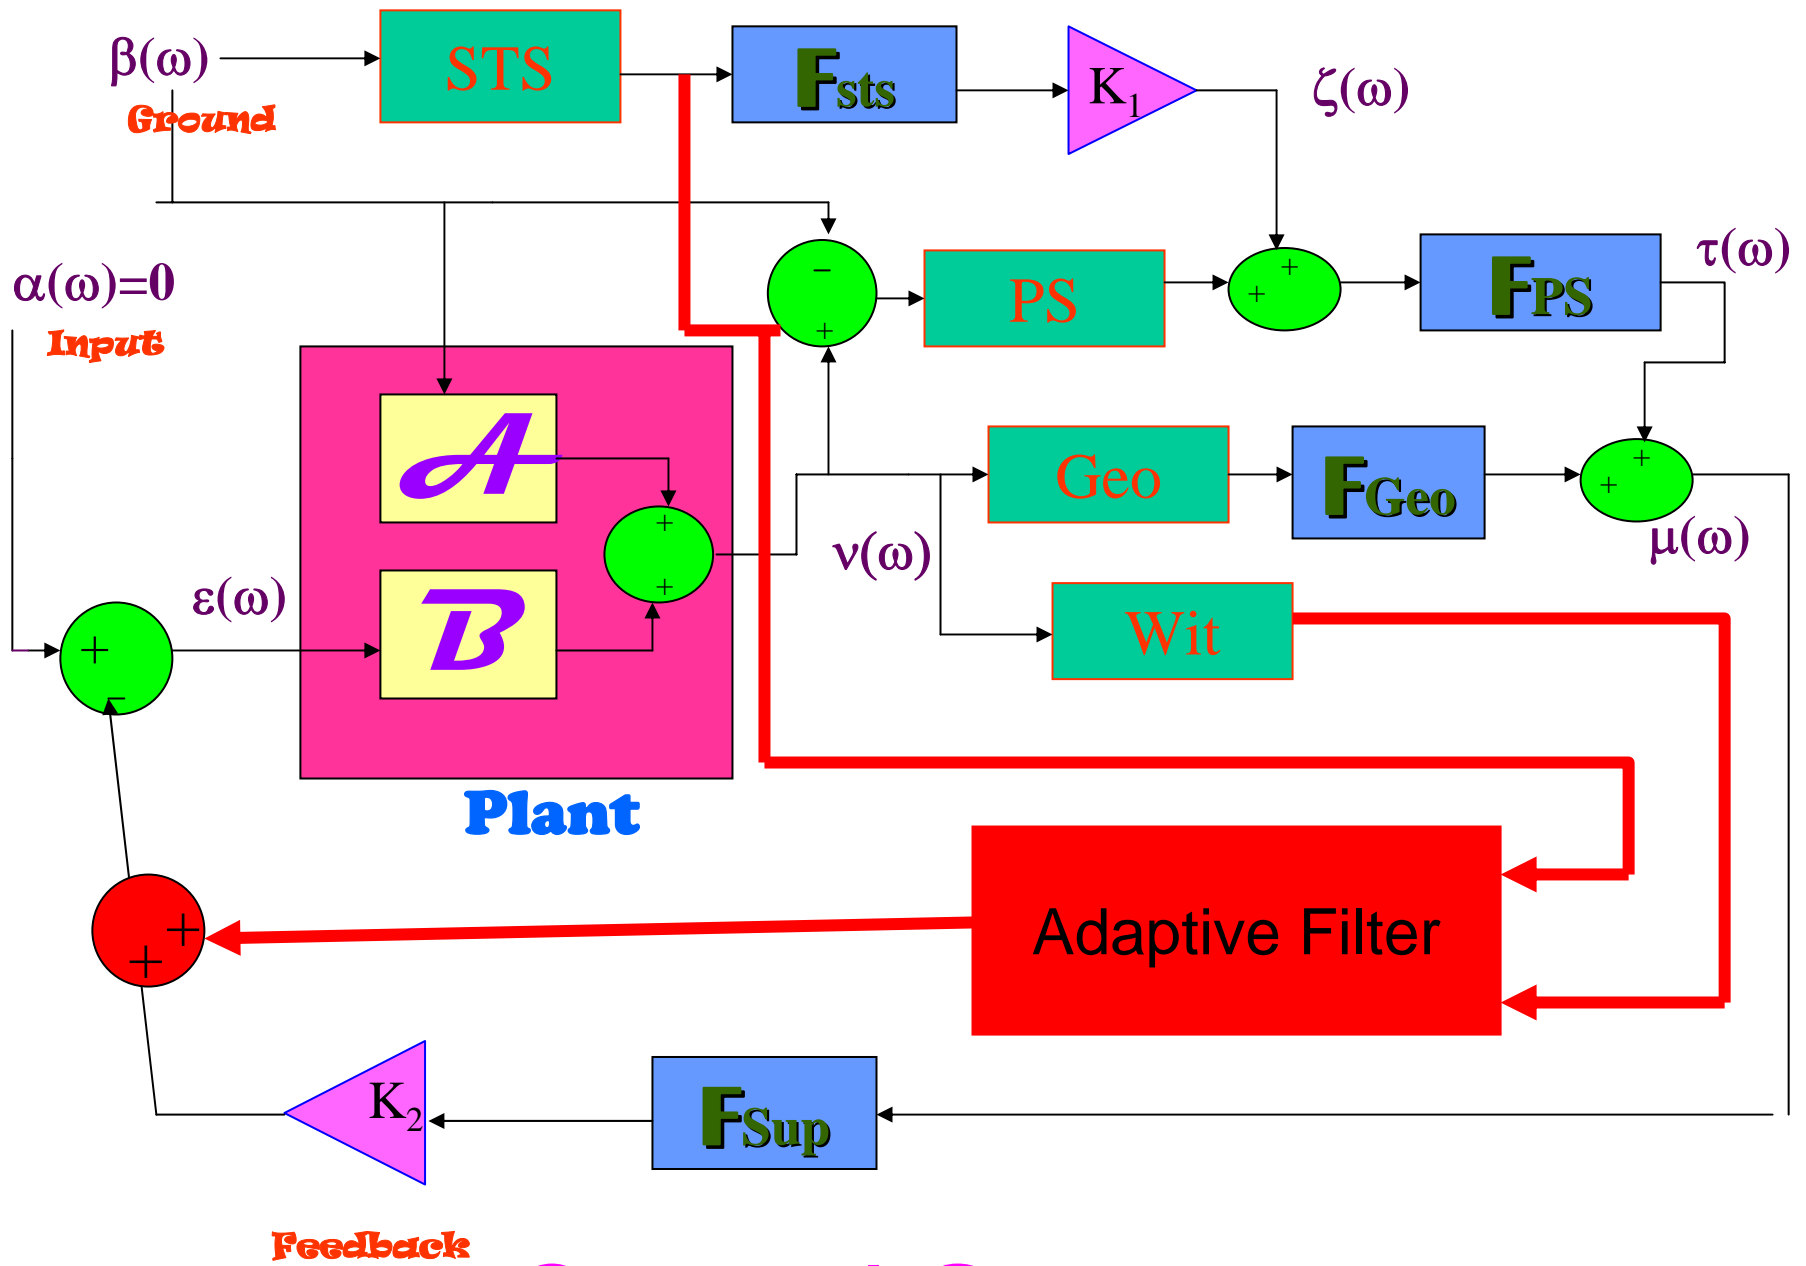 β(ω)
Ground
STS
Fsts
K1
ζ(ω)
α(ω)=0
Input
−
+
PS
+
+
FPS
τ(ω)
A
+
+
B
Geo
FGeo
+
+
ν(ω)
μ(ω)
Wit
ε(ω)
+
−
Plant
Adaptive Filter
+
+
K2
FSup
Feedback